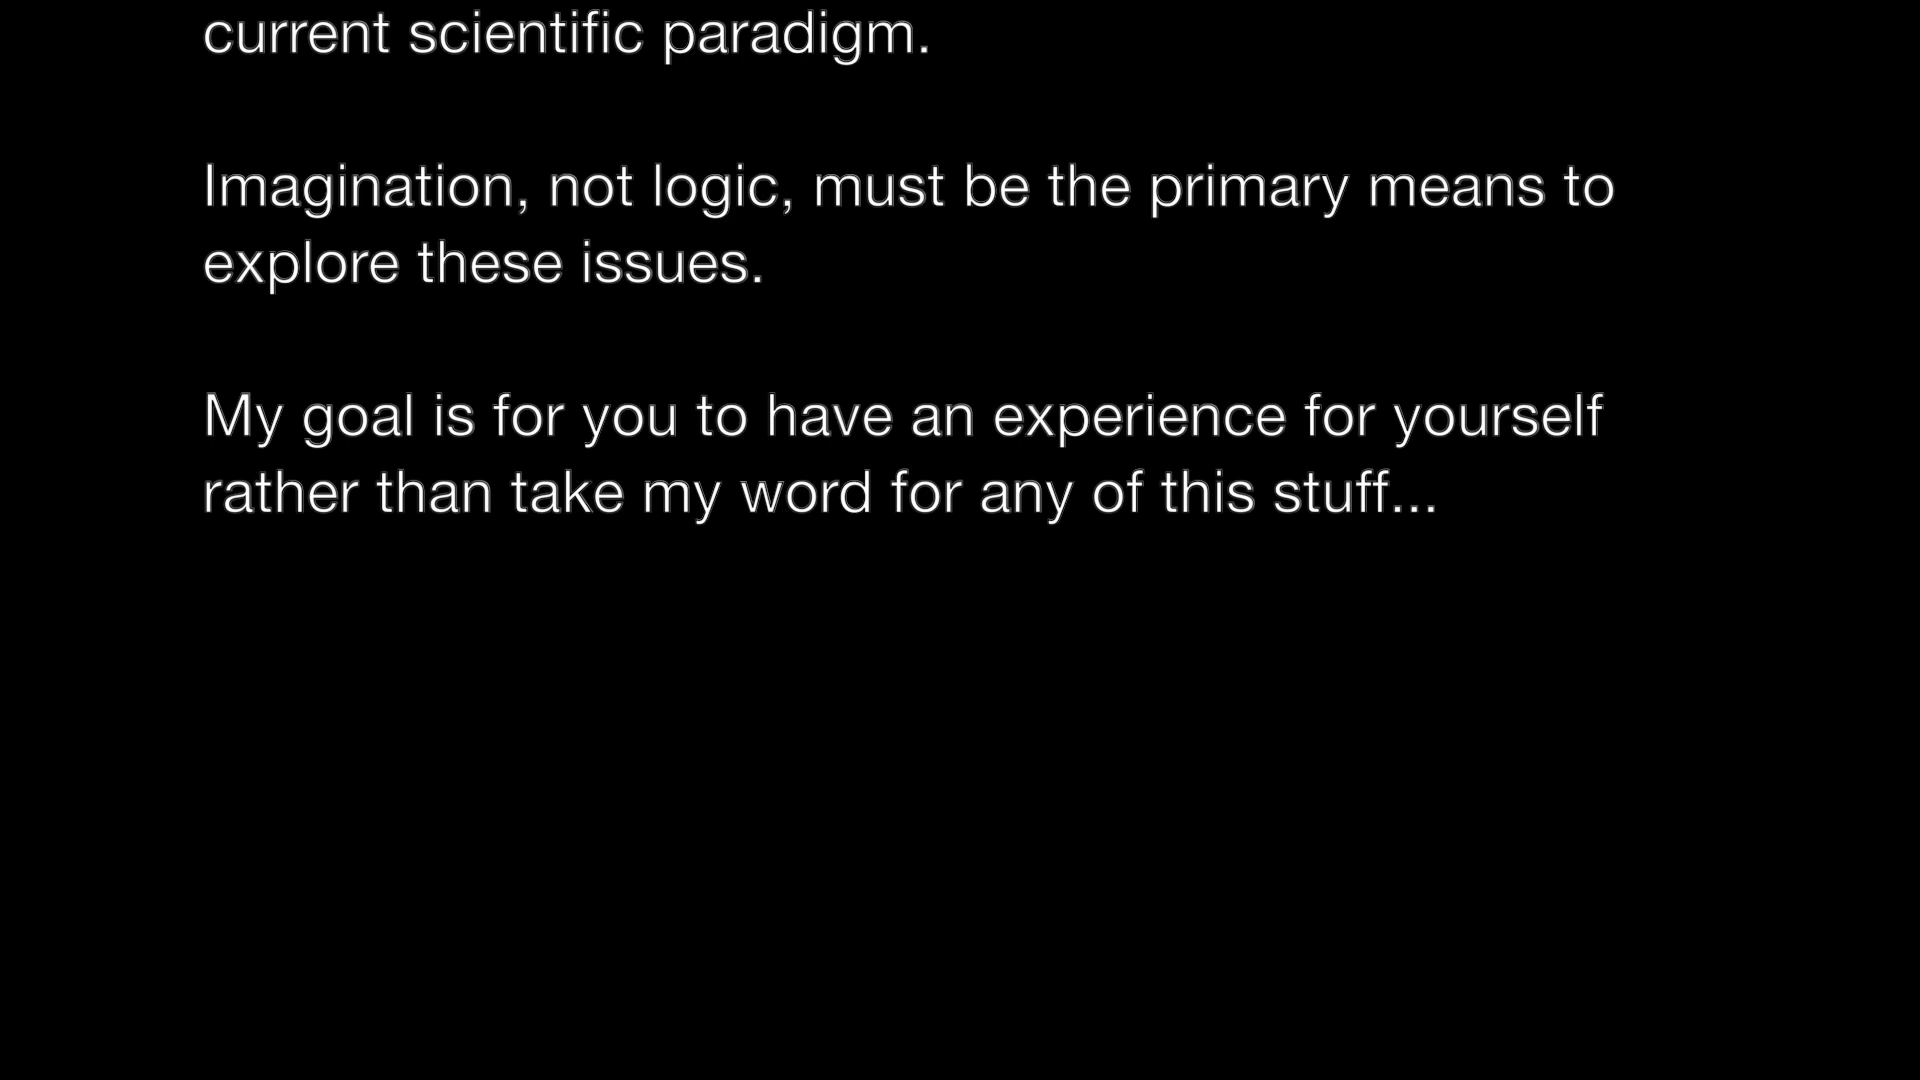 current scientific paradigm.
Imagination, not logic, must be the primary means to
explore these issues.
My goal is for you to have an experience for yourself
rather than take my word for any of this stuff...